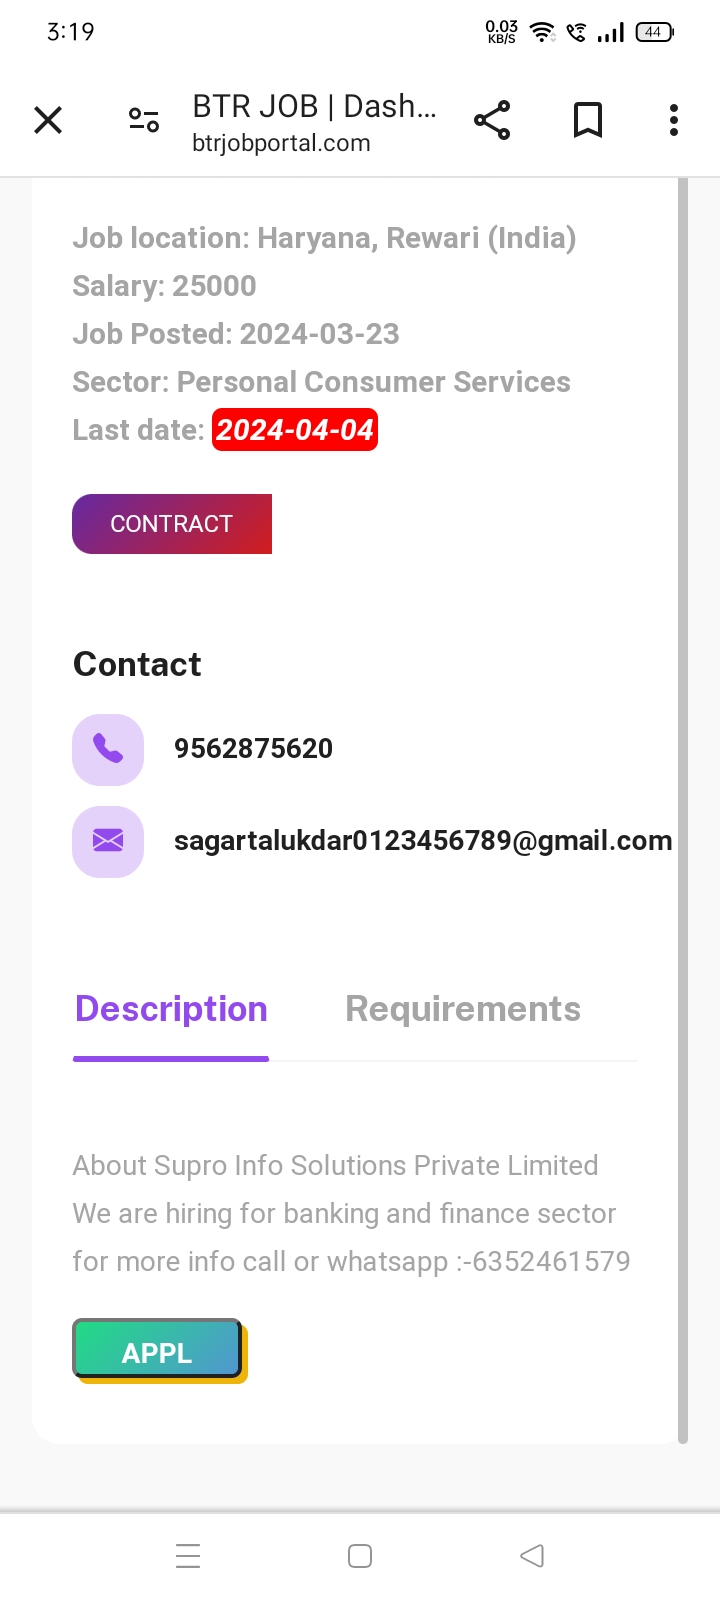 3:19
0.03
KB/S
44
BTR JOB | Dash...
btrjobportal.com
Job location: Haryana, Rewari (India)
Salary: 25000
Job Posted: 2024-03-23
Sector: Personal Consumer Services
Last date: 2024-04-04
CONTRACT
Contact
9562875620
sagartalukdar0123456789@gmail.com
Description Requirements
About Supro Info Solutions Private Limited
We are hiring for banking and finance sector
for more info call or whatsapp :-6352461579
APPL